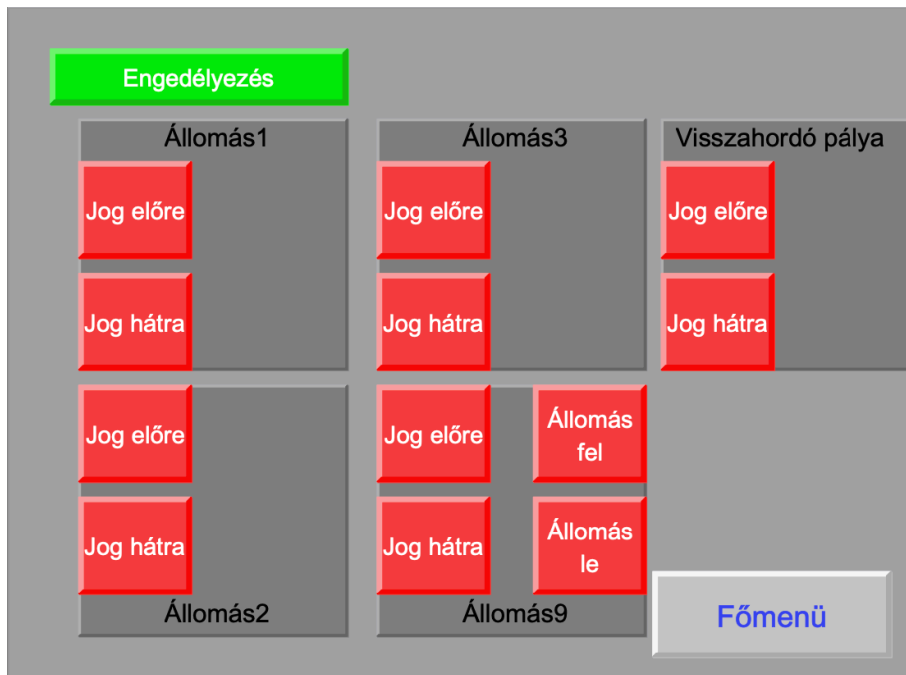 Engedélyezés
Állomás1
Jog előre
Jog hátra
Állomás3
Jog előre
Jog hátra
Visszahordó pálya
Jog előre
Jog hátra
Jog előre
Jog hátra
Állomás2
Jog előre
Jog hátra
Állomás
fel
Állomás
le
Állomás9
Főmenü